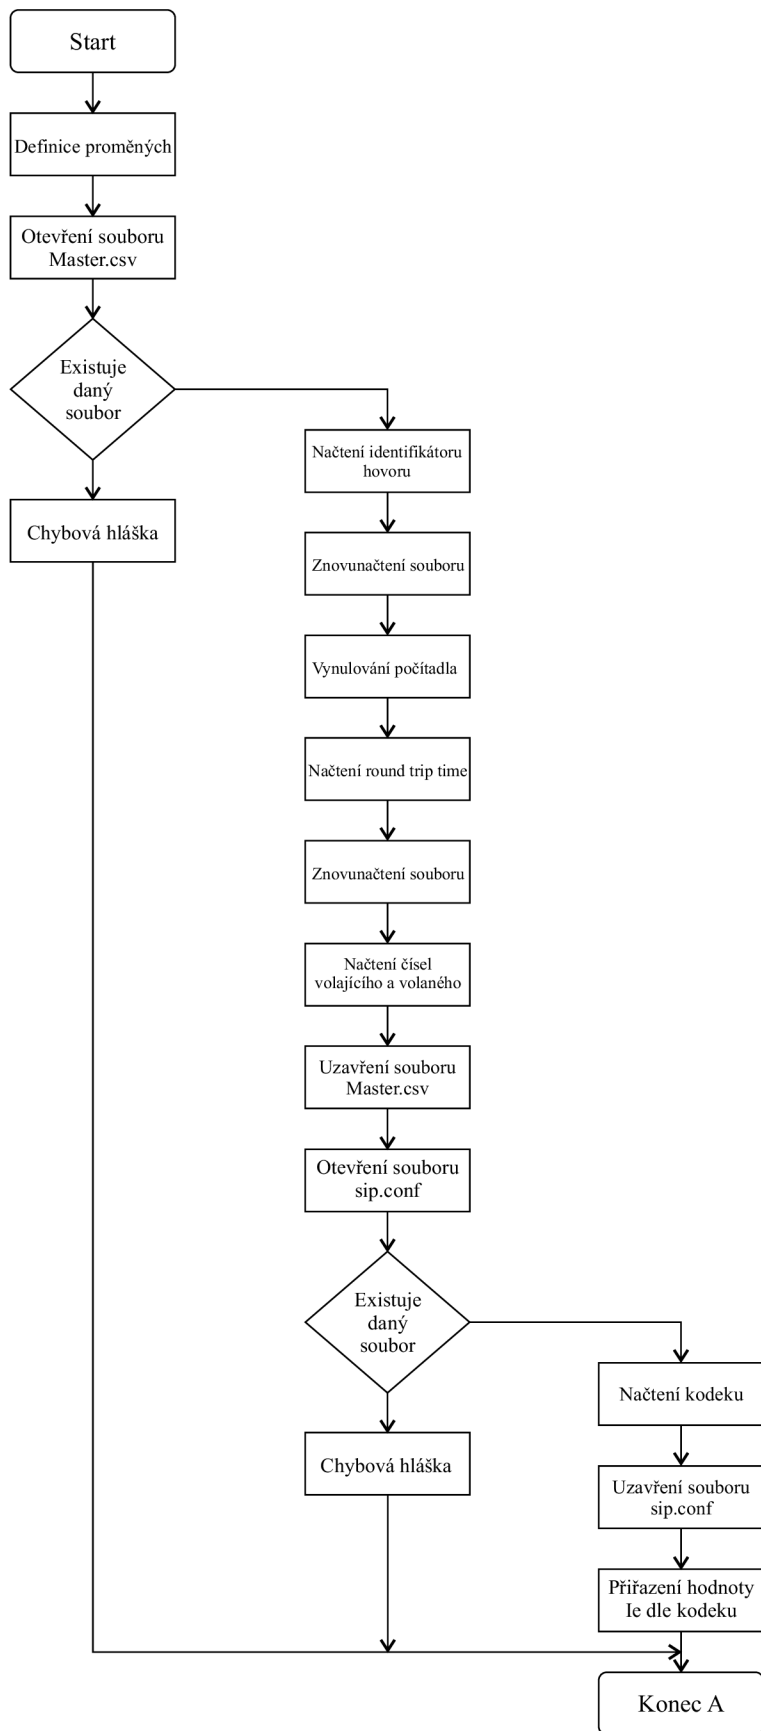 Start
Definice proměných
Otevření souboru
Master.csv
Existuje
daný
soubor
Chybová hláška
Načtení identifikátoru
hovoru
Znovunačtení souboru
Vynulování počítadla
Načtení round trip time
Znovunačtení souboru
Načtení čísel
volajícího a volaného
Uzavření souboru
Master.csv
Otevření souboru
sip.conf
Existuje
daný
soubor
Chybová hláška
Načtení kodeku
Uzavření souboru
sip.conf
Přiřazení hodnoty
Ie dle kodeku
Konec A